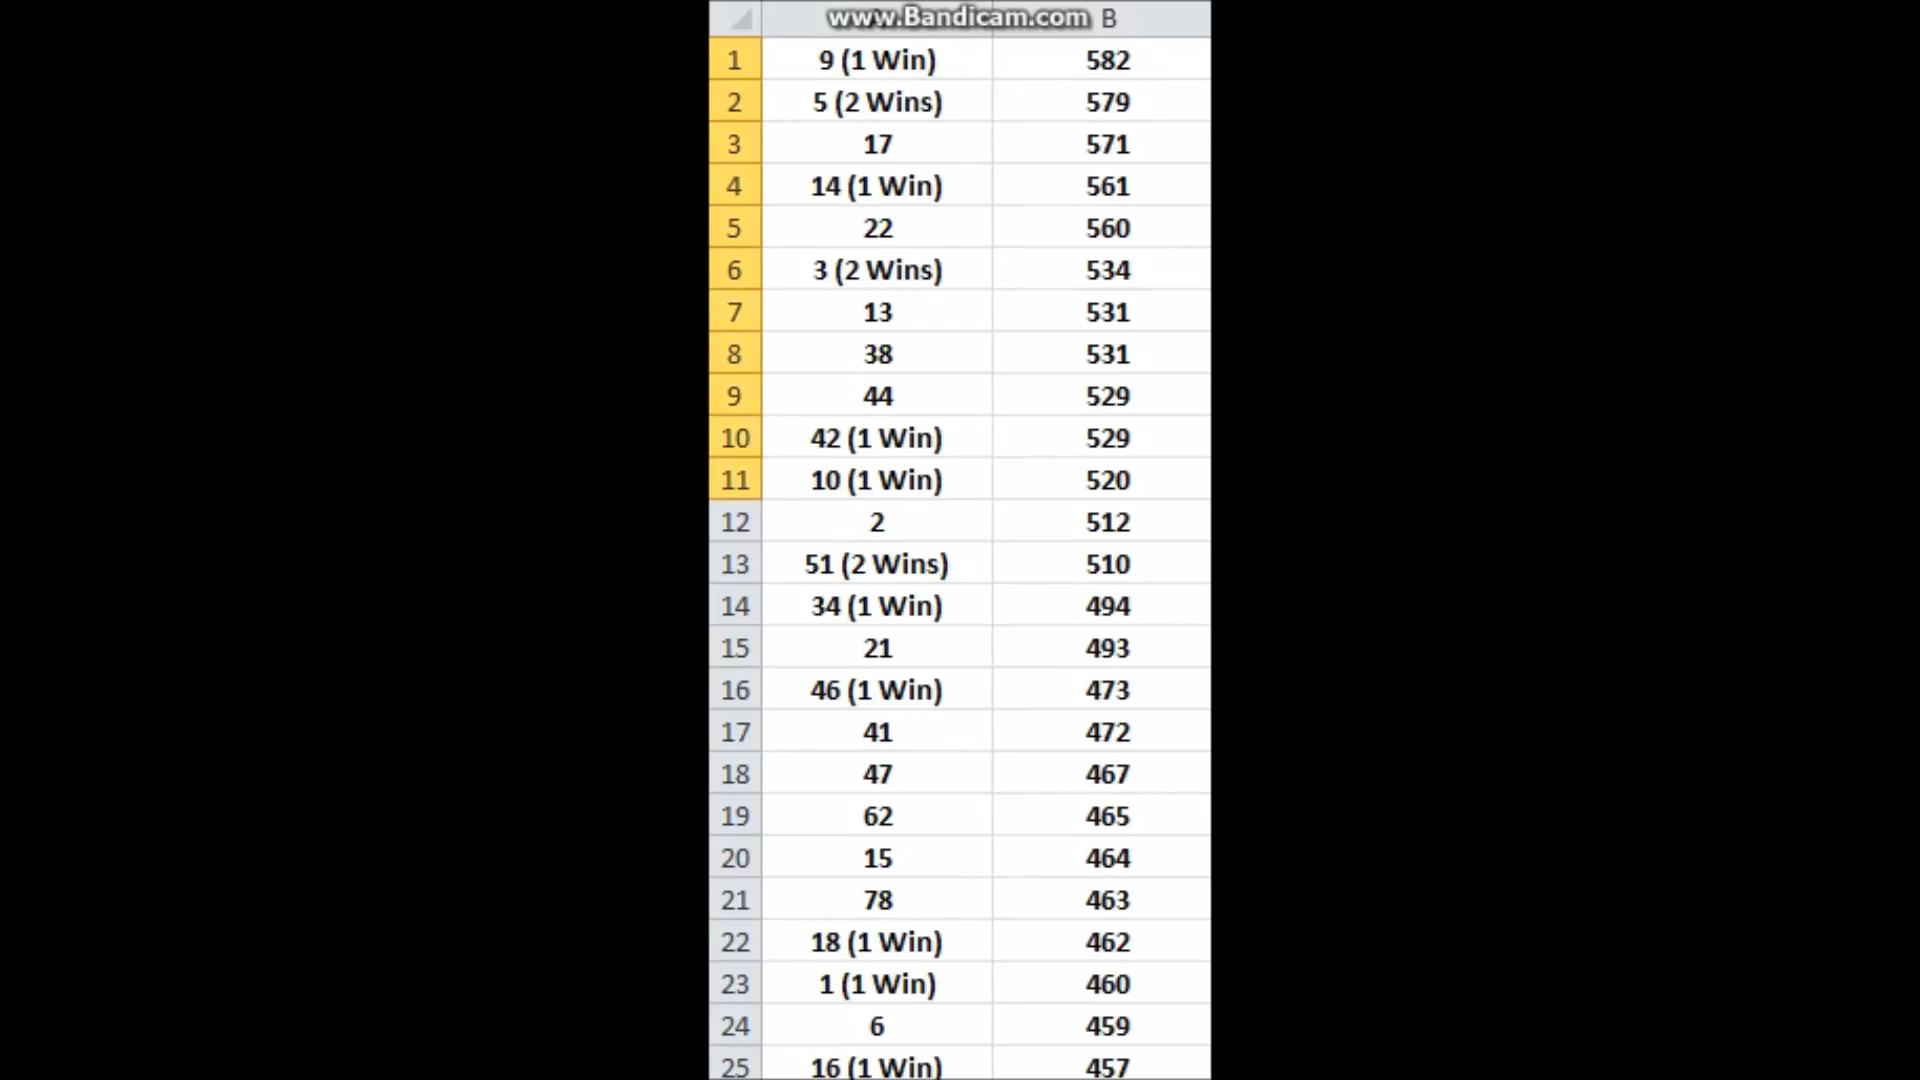 www.Bandicam.com B
1 9 (1 Win) 582
2 5 (2 Wins) 579
3 17 571
4 14 (1 Win) 561
5 22 560
6 3 (2 Wins) 534
7 13 531
8 38 531
9 44 529
10 42 (1 Win) 529
11 10 (1 Win) 520
12 2 512
13 51 (2 Wins) 510
14 34 (1 Win) 494
15 21 493
16 46 (1 Win) 473
17 41 472
18 47 467
19 62 465
20 15 464
21 78 463
22 18 (1 Win) 462
23 1 (1 Win) 460
24 6 459
25 16 (1 Win) 457